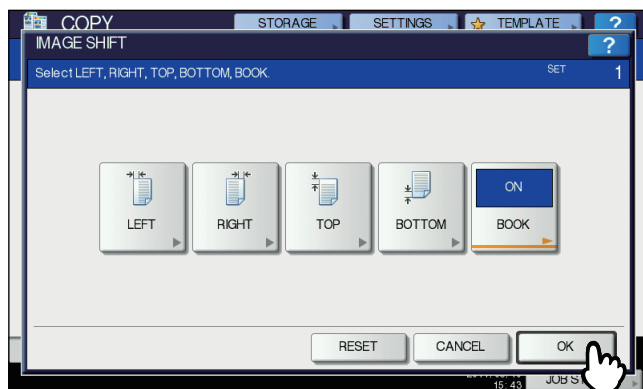 COPY STORAGE SETTINGS TEMPLATE ?
IMAGE SHIFT ?
Select LEFT, RIGHT, TOP, BOTTOM, BOOK. SET 1
ON
LEFT RIGHT TOP BOTTOM BOOK
RESET CANCEL OK
15:43 JOB